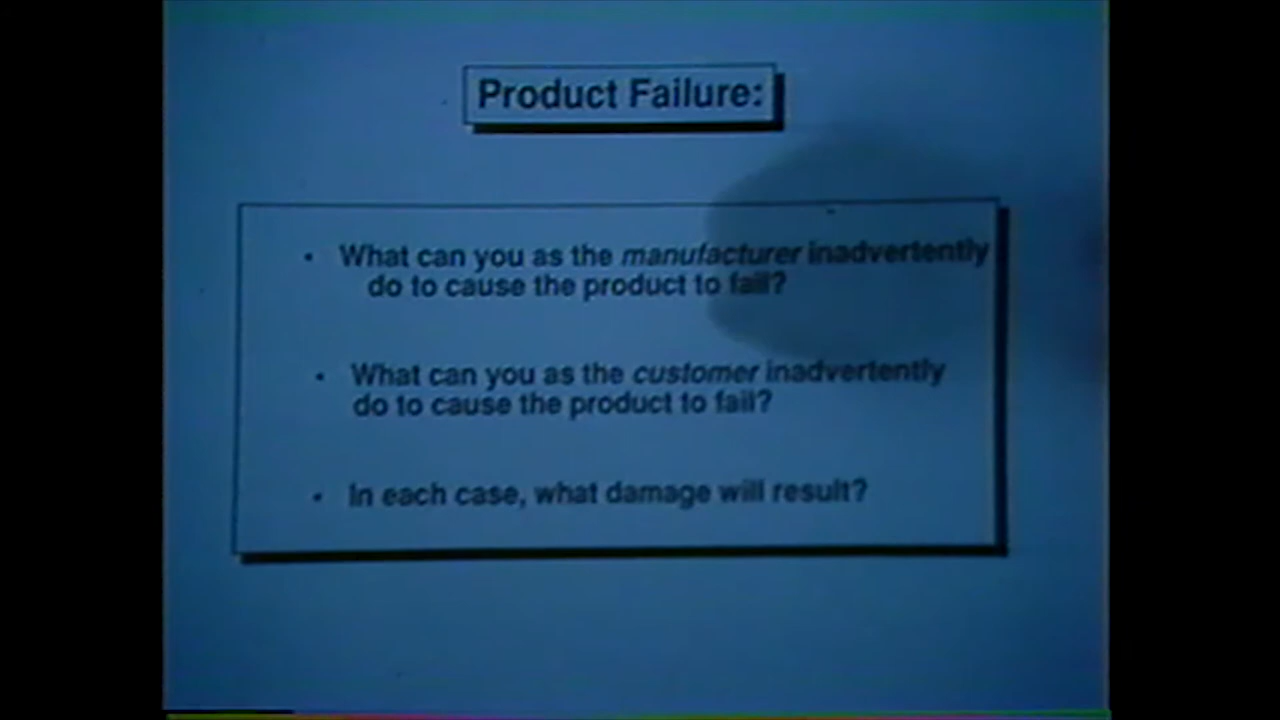 Product Failure:
• What can you as the manufacturer inadvertently
do to cause the product to fail?
• What can you as the customer inadvertently
do to cause the product to fail?
• In each case, what damage will result?